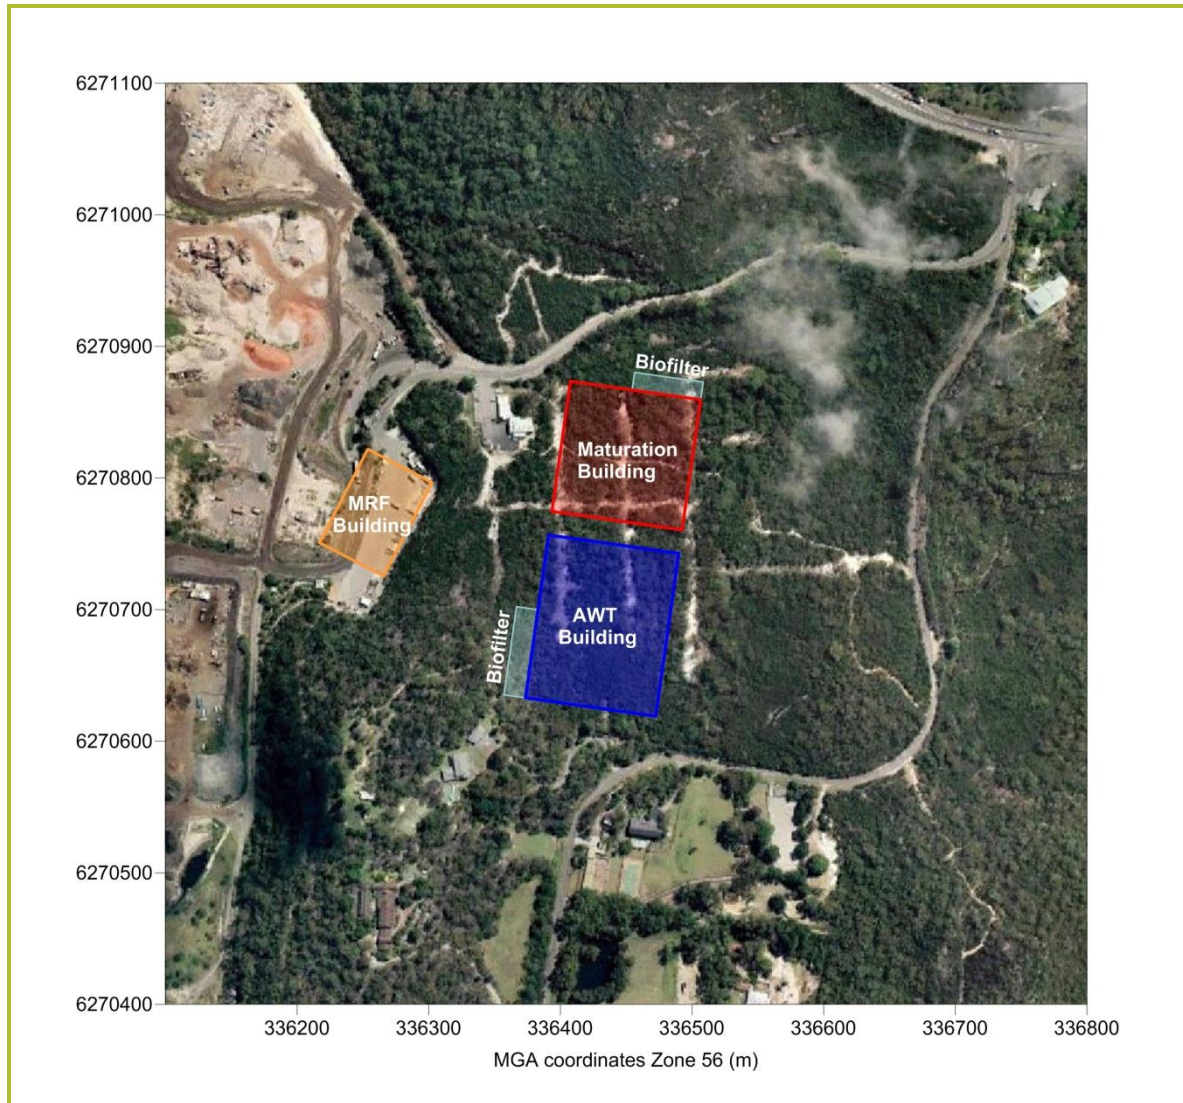 6271100
6271000
6270900
6270800
6270700
6270600
6270500
6270400
Biofilter
Maturation
Building
MRF
Building
AWT
Building
Biofilter
336200
336300
336400
336500
336600
336700
336800
MGA coordinates Zone 56 (m)